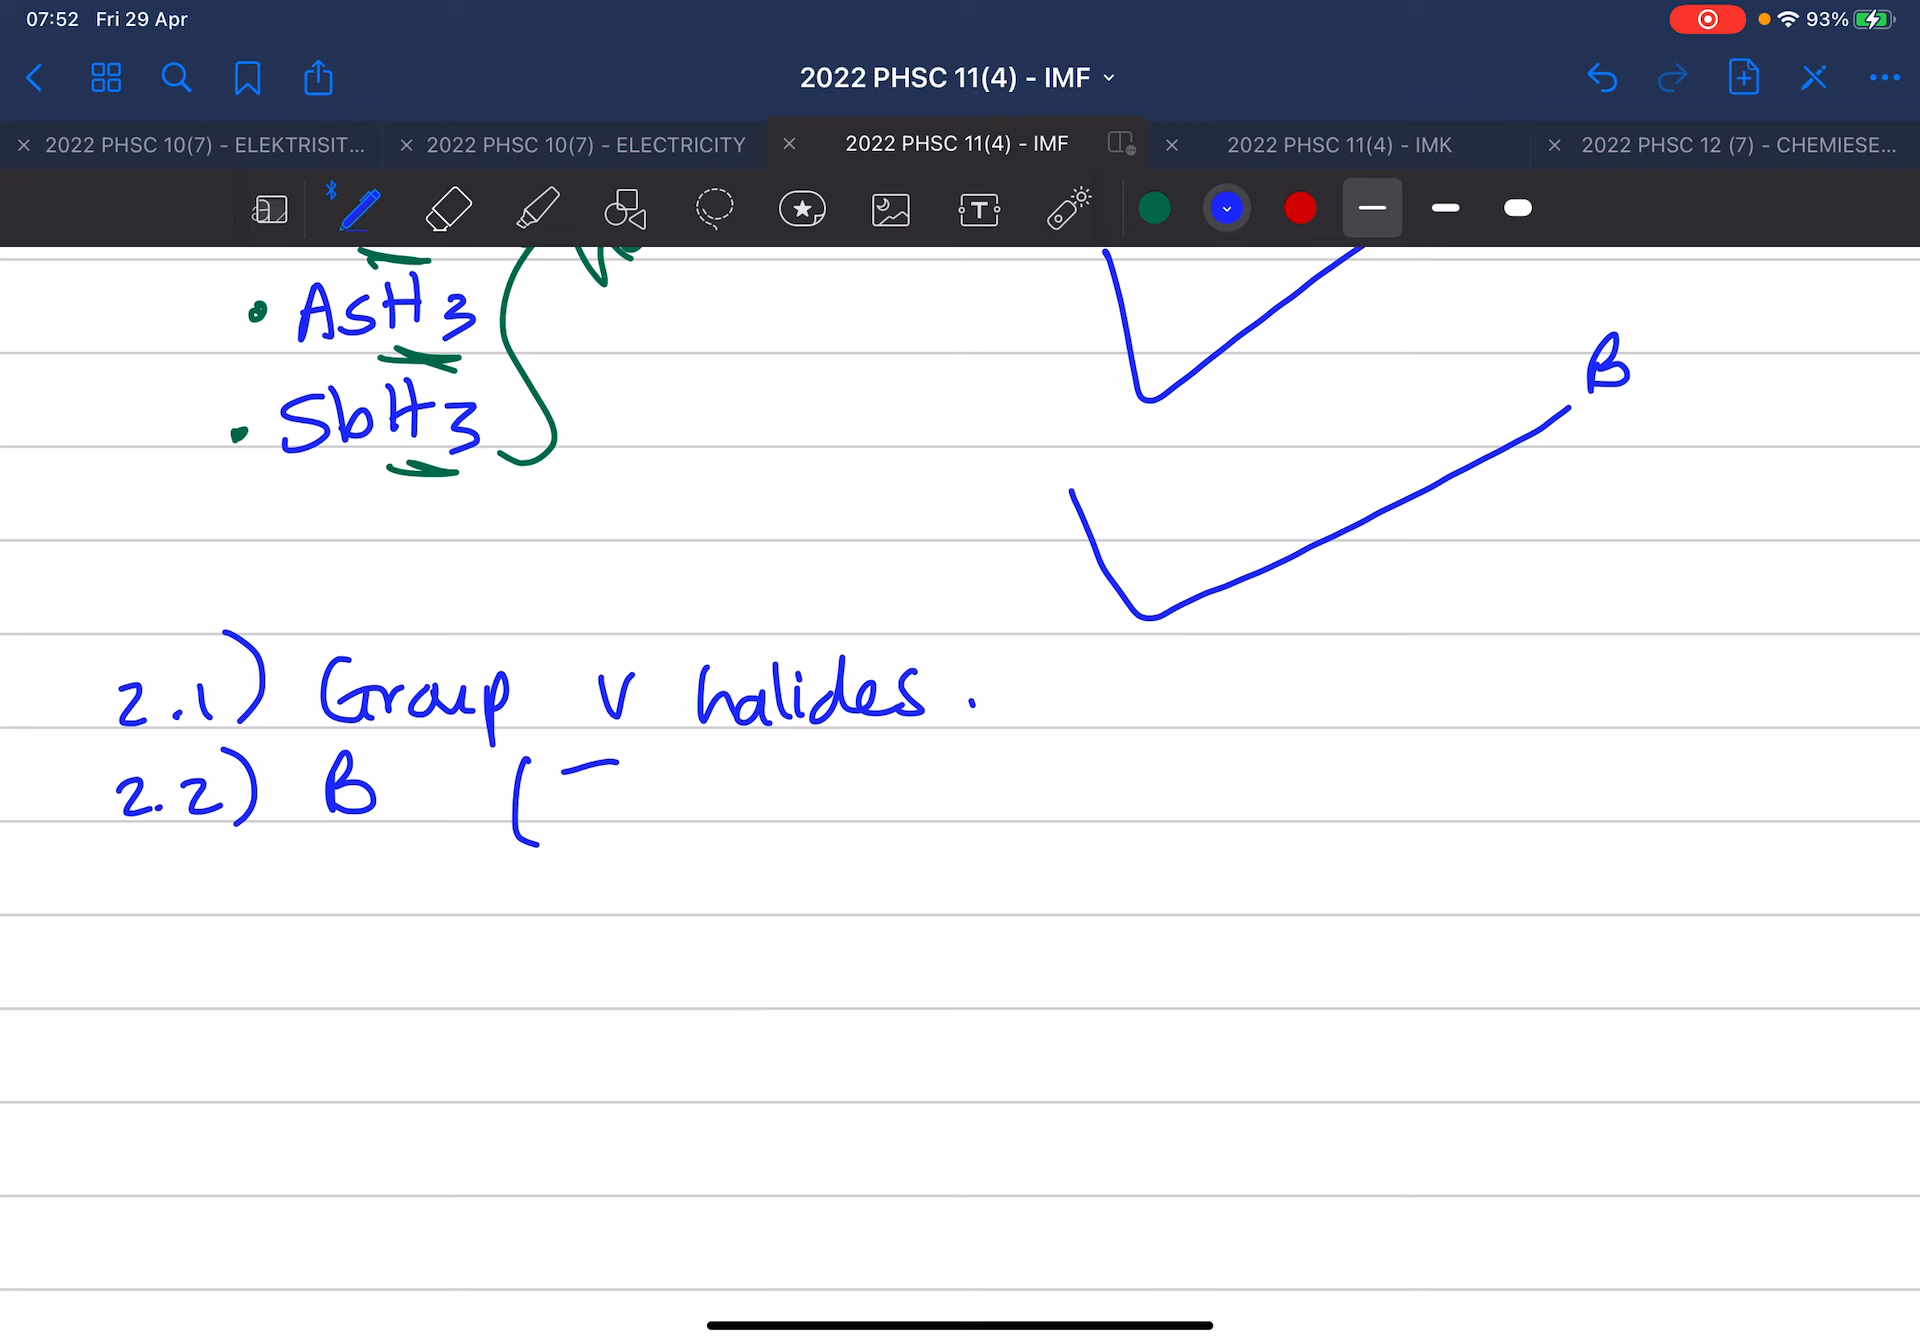 07:52 Fri 29 Apr 93%
2022 PHSC 11(4) - IMF
2022 PHSC 10(7) - ELEKTRISIT... 2022 PHSC 10(7) - ELECTRICITY 2022 PHSC 11(4) - IMF 2022 PHSC 11(4) - IMK 2022 PHSC 12 (7) - CHEMIESE...
T
• AsH3
B
• SbH3
2.1) Group V halides.
2.2) B (